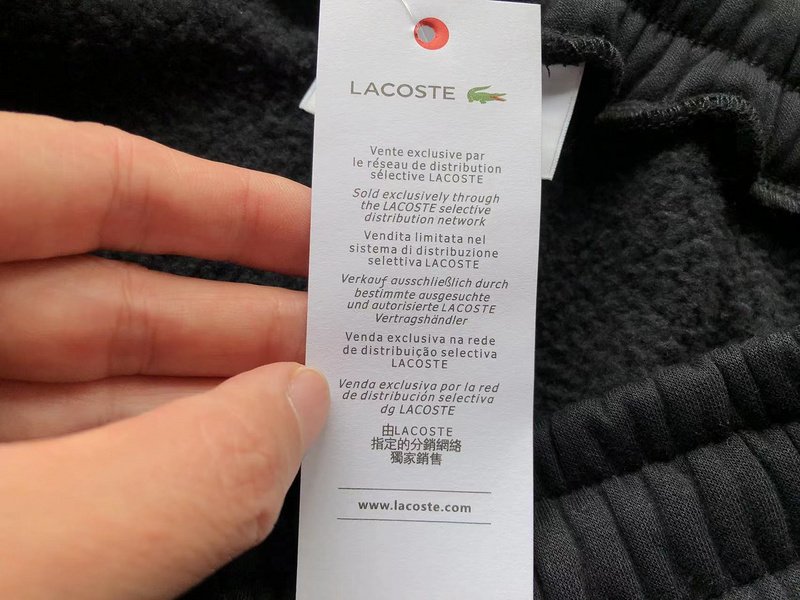 LACOSTE
Vente exclusive par
le réseau de distribution
sélective LACOSTE
Sold exclusively through
the LACOSTE selective
distribution network
Vendita limitata nel
sistema di distribuzione
selettiva LACOSTE
Verkauf ausschließlich durch
bestimmte ausgesuchte
und autorisierte LACOSTE
Vertragshändler
Venda exclusiva na rede
de distribuição selectiva
LACOSTE
Venda exclusiva por la red
de distribución selectiva
dg LACOSTE
由LACOSTE
指定的分銷網絡
獨家銷售
www.lacoste.com